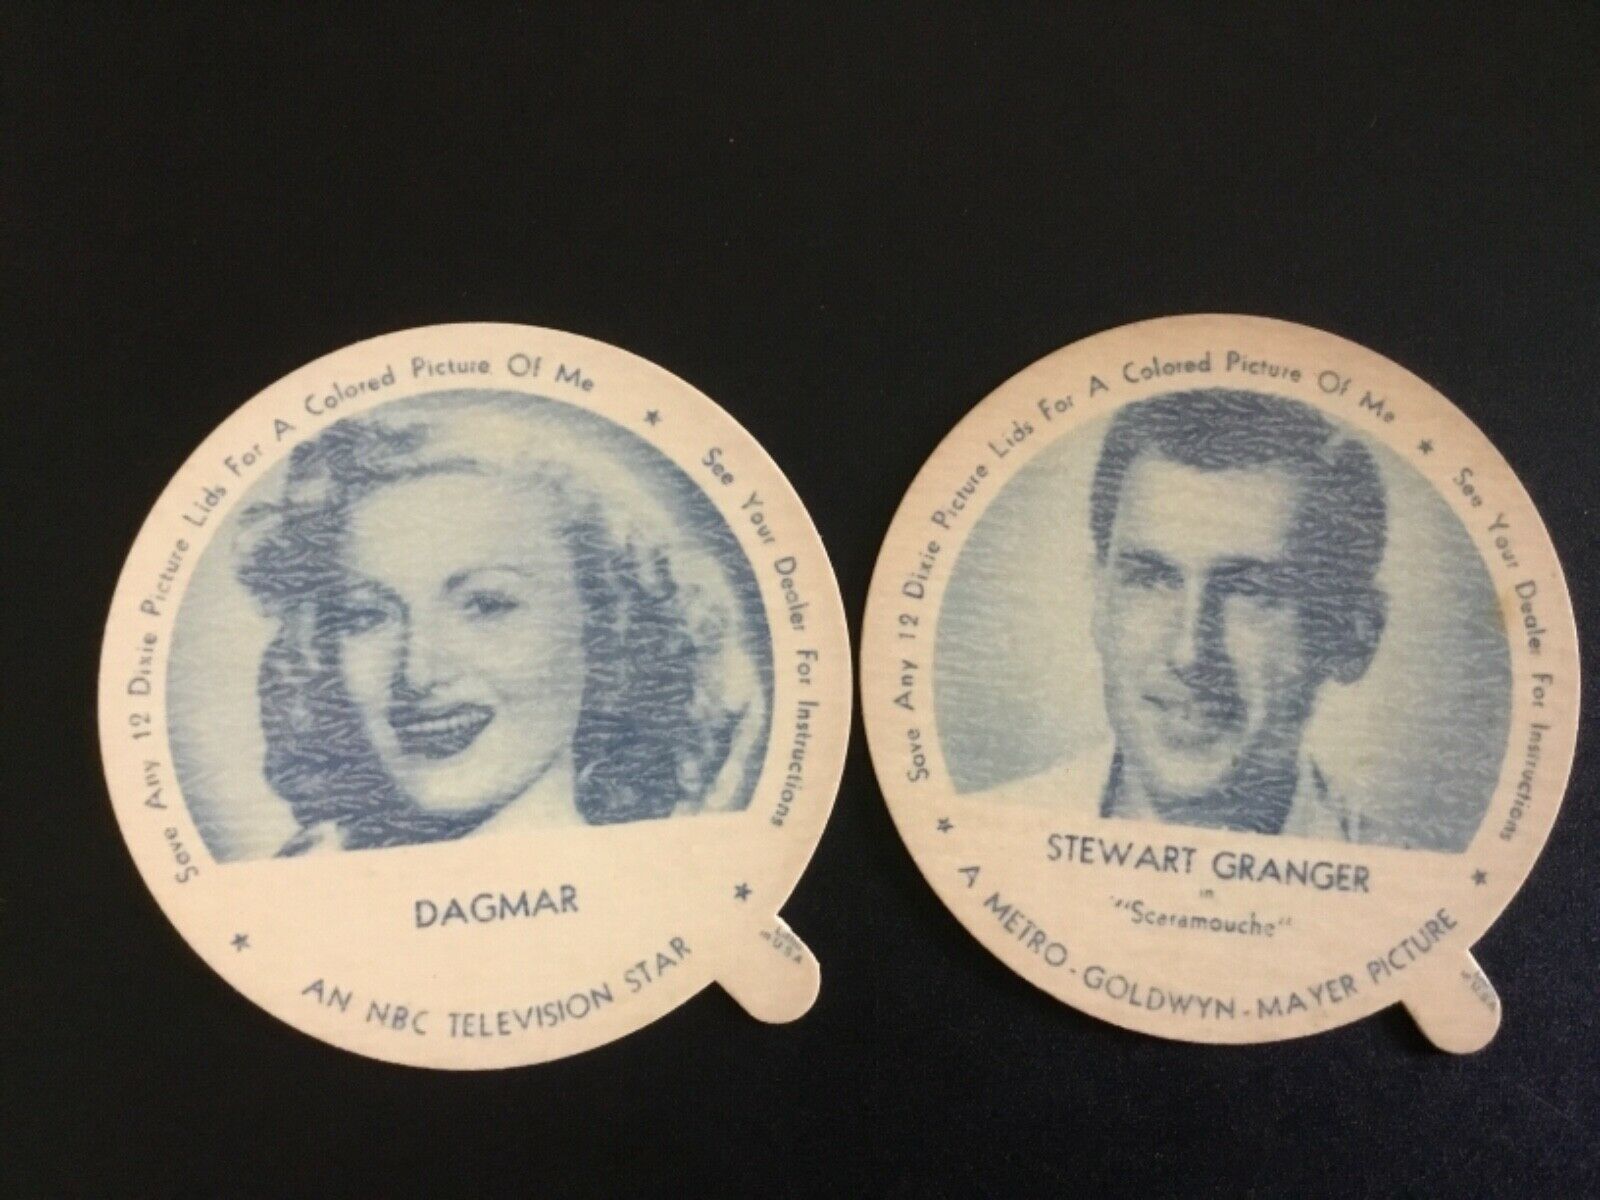 Save Any 12 Dixie Picture Lids For A Colored Picture Of Me ★ See Your Dealer For Instructions
DAGMAR
★ AN NBC TELEVISION STAR ★
U.S.A
Save Any 12 Dixie Picture Lids For A Colored Picture Of Me ★ See Your Dealer For Instructions
STEWART GRANGER
in
"Scaramouche"
★ A METRO-GOLDWYN-MAYER PICTURE ★
U.S.A